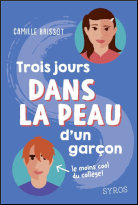 CAMILLE BRISSOT
Trois jours
DANS
LA PEAU
d'un
garçon
le moins cool
du collège!
SYROS